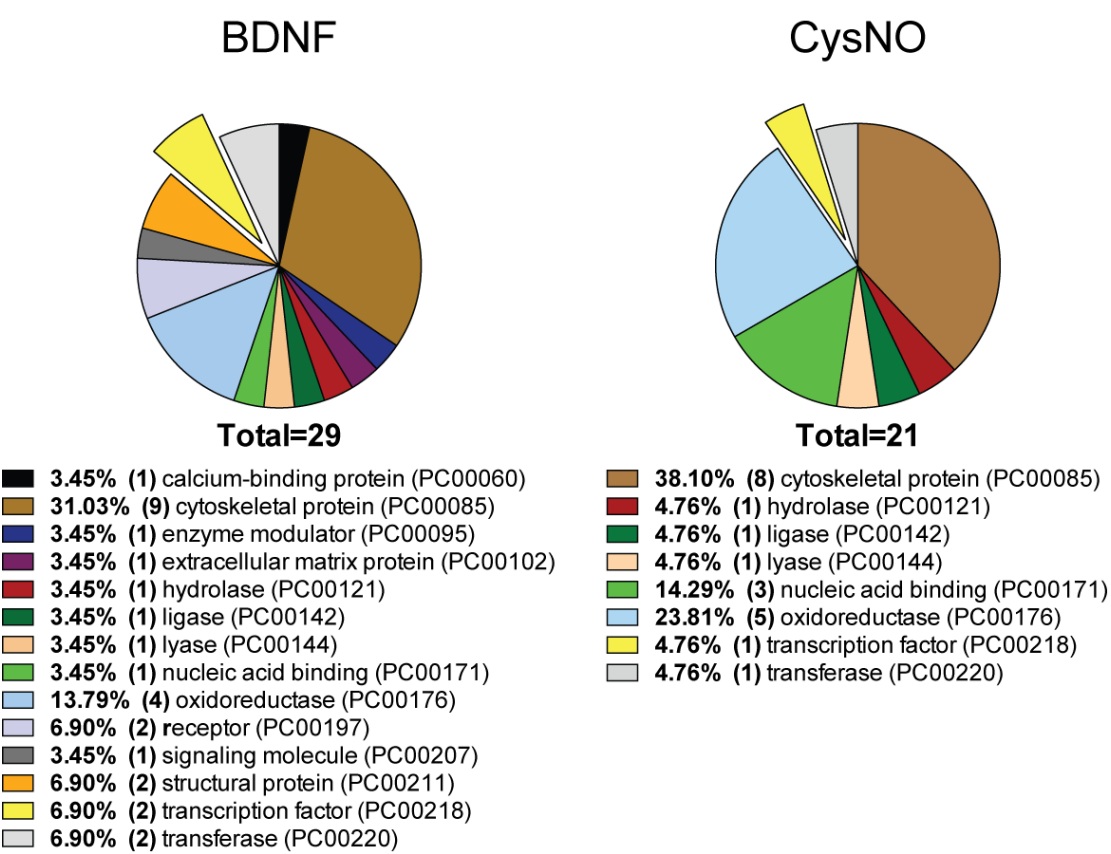 BDNF
Total=29
3.45% (1) calcium-binding protein (PC00060)
31.03% (9) cytoskeletal protein (PC00085)
3.45% (1) enzyme modulator (PC00095)
3.45% (1) extracellular matrix protein (PC00102)
3.45% (1) hydrolase (PC00121)
3.45% (1) ligase (PC00142)
3.45% (1) lyase (PC00144)
3.45% (1) nucleic acid binding (PC00171)
13.79% (4) oxidoreductase (PC00176)
6.90% (2) receptor (PC00197)
3.45% (1) signaling molecule (PC00207)
6.90% (2) structural protein (PC00211)
6.90% (2) transcription factor (PC00218)
6.90% (2) transferase (PC00220)
CysNO
Total=21
38.10% (8) cytoskeletal protein (PC00085)
4.76% (1) hydrolase (PC00121)
4.76% (1) ligase (PC00142)
4.76% (1) lyase (PC00144)
14.29% (3) nucleic acid binding (PC00171)
23.81% (5) oxidoreductase (PC00176)
4.76% (1) transcription factor (PC00218)
4.76% (1) transferase (PC00220)